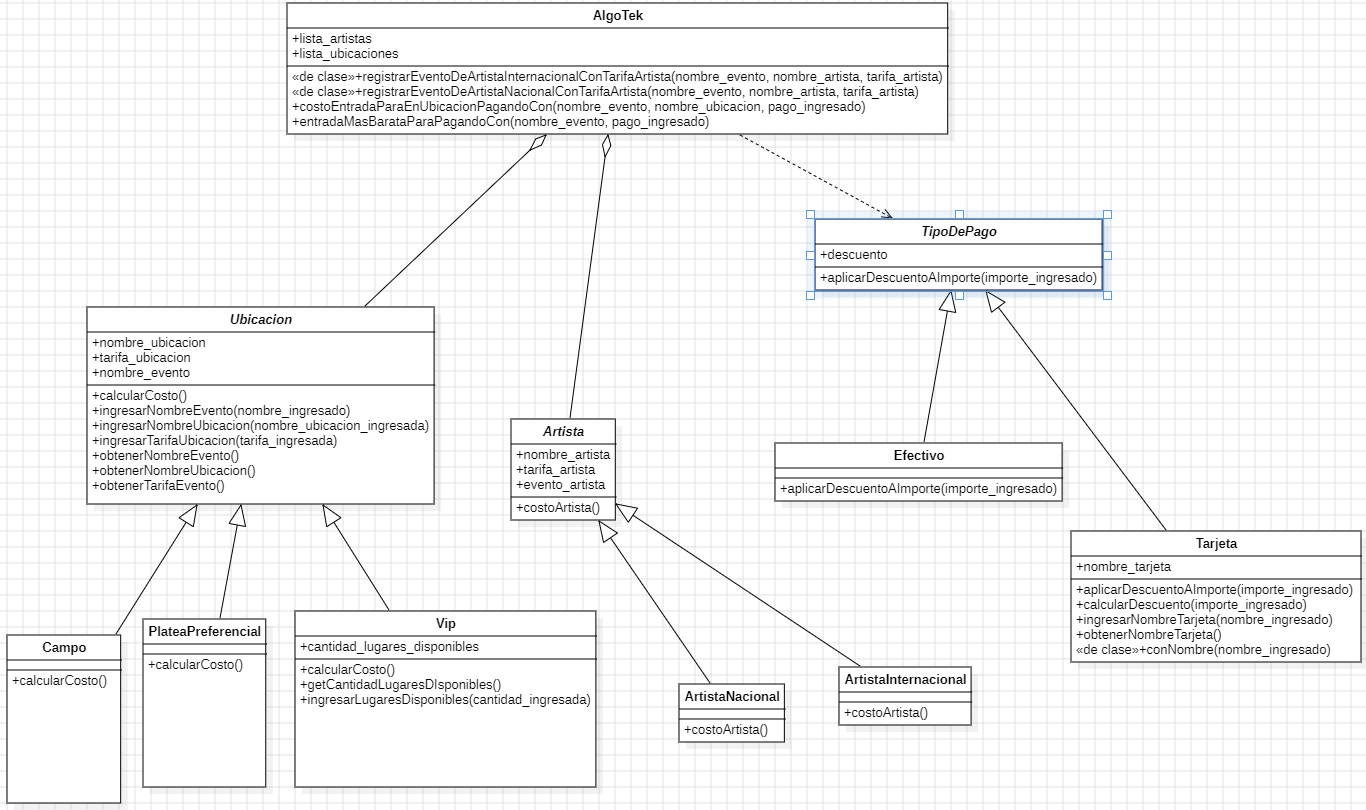 AlgoTek
+lista_artistas
+lista_ubicaciones
«de clase»+registrarEventoDeArtistaInternacionalConTarifaArtista(nombre_evento, nombre_artista, tarifa_artista)
«de clase»+registrarEventoDeArtistaNacionalConTarifaArtista(nombre_evento, nombre_artista, tarifa_artista)
+costoEntradaParaEnUbicacionPagandoCon(nombre_evento, nombre_ubicacion, pago_ingresado)
+entradaMasBarataParaPagandoCon(nombre_evento, pago_ingresado)
TipoDePago
+descuento
+aplicarDescuentoAImporte(importe_ingresado)
Ubicacion
+nombre_ubicacion
+tarifa_ubicacion
+nombre_evento
+calcularCosto()
+ingresarNombreEvento(nombre_ingresado)
+ingresarNombreUbicacion(nombre_ubicacion_ingresada)
+ingresarTarifaUbicacion(tarifa_ingresada)
+obtenerNombreEvento()
+obtenerNombreUbicacion()
+obtenerTarifaEvento()
Artista
+nombre_artista
+tarifa_artista
+evento_artista
+costoArtista()
Efectivo
+aplicarDescuentoAImporte(importe_ingresado)
Tarjeta
+nombre_tarjeta
+aplicarDescuentoAImporte(importe_ingresado)
+calcularDescuento(importe_ingresado)
+ingresarNombreTarjeta(nombre_ingresado)
+obtenerNombreTarjeta()
«de clase»+conNombre(nombre_ingresado)
Campo
+calcularCosto()
PlateaPreferencial
+calcularCosto()
Vip
+cantidad_lugares_disponibles
+calcularCosto()
+getCantidadLugaresDIsponibles()
+ingresarLugaresDisponibles(cantidad_ingresada)
ArtistaNacional
+costoArtista()
ArtistaInternacional
+costoArtista()